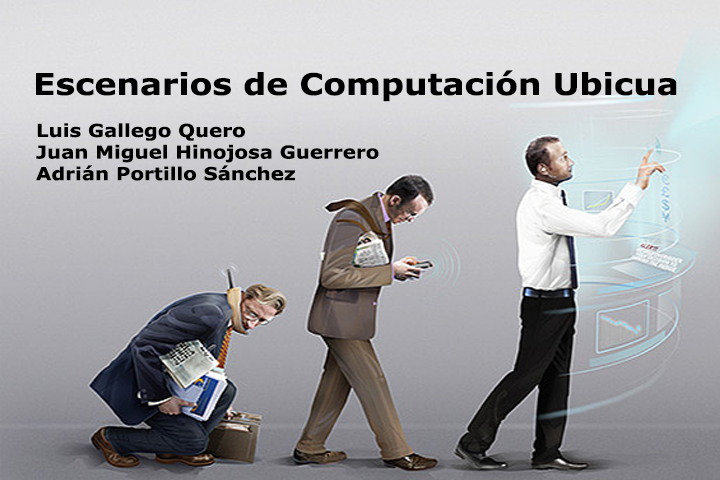 Escenarios de Computación Ubicua
Luis Gallego Quero
Juan Miguel Hinojosa Guerrero
Adrián Portillo Sánchez